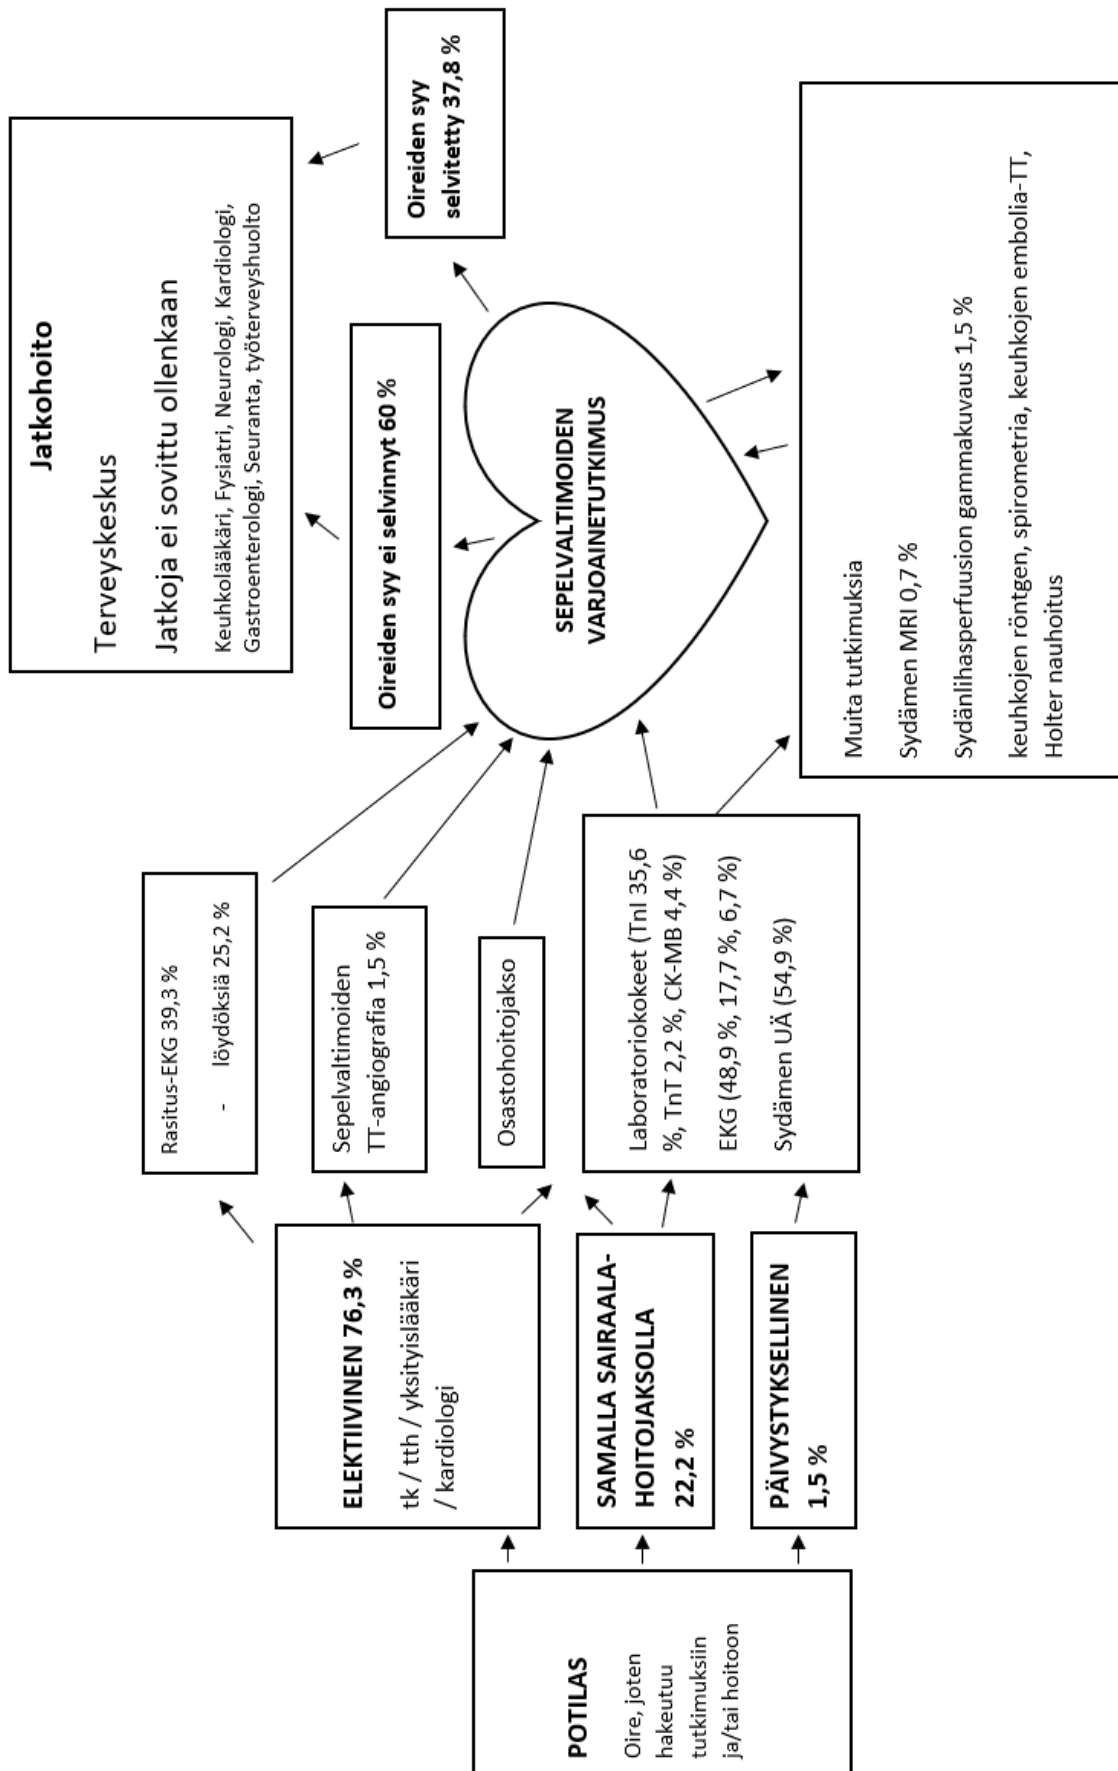 POTILAS
Oire, joten
hakeutuu
tutkimuksiin
ja/tai hoitoon
ELEKTIIVINEN 76,3 %
tk / tth / yksityislääkäri
/ kardiologi
SAMALLA SAIRAALA-
HOITOJAKSOLLA
22,2 %
PÄIVYSTYKSELLINEN
1,5 %
Rasitus-EKG 39,3 %
- löydöksiä 25,2 %
Sepelvaltimoiden
TT-angiografia 1,5 %
Osastohoitojakso
Laboratoriokokeet (TnI 35,6
%, TnT 2,2 %, CK-MB 4,4 %)
EKG (48,9 %, 17,7 %, 6,7 %)
Sydämen UÄ (54,9 %)
SEPELVALTIMOIDEN
VARJOAINETUTKIMUS
Muita tutkimuksia
Sydämen MRI 0,7 %
Sydänlihasperfuusion gammakuvaus 1,5 %
keuhkojen röntgen, spirometria, keuhkojen embolia-TT,
Holter nauhoitus
Oireiden syy ei selvinnyt 60 %
Oireiden syy
selvitetty 37,8 %
Jatkohoito
Terveyskeskus
Jatkoja ei sovittu ollenkaan
Keuhkolääkäri, Fysiatri, Neurologi, Kardiologi,
Gastroenterologi, Seuranta, työterveyshuolto